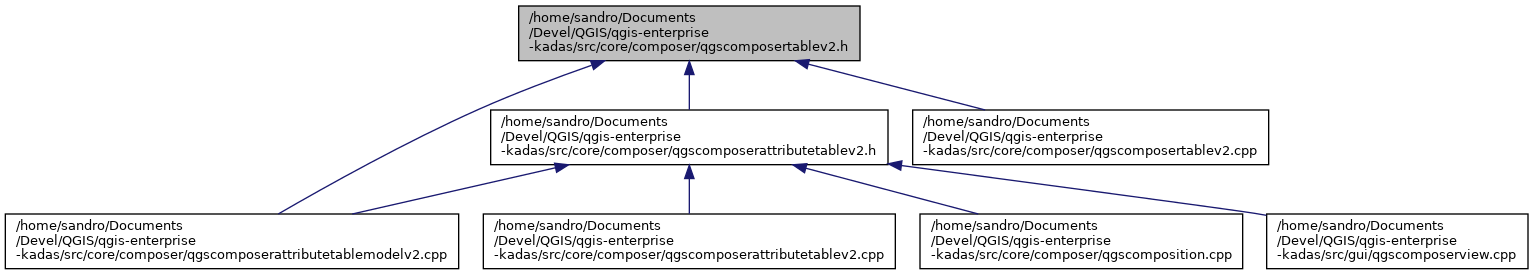 /home/sandro/Documents
/Devel/QGIS/qgis-enterprise
-kadas/src/core/composer/qgscomposertablev2.h
/home/sandro/Documents
/Devel/QGIS/qgis-enterprise
-kadas/src/core/composer/qgscomposerattributetablev2.h
/home/sandro/Documents
/Devel/QGIS/qgis-enterprise
-kadas/src/core/composer/qgscomposertablev2.cpp
/home/sandro/Documents
/Devel/QGIS/qgis-enterprise
-kadas/src/core/composer/qgscomposerattributetablemodelv2.cpp
/home/sandro/Documents
/Devel/QGIS/qgis-enterprise
-kadas/src/core/composer/qgscomposerattributetablev2.cpp
/home/sandro/Documents
/Devel/QGIS/qgis-enterprise
-kadas/src/core/composer/qgscomposition.cpp
/home/sandro/Documents
/Devel/QGIS/qgis-enterprise
-kadas/src/gui/qgscomposerview.cpp